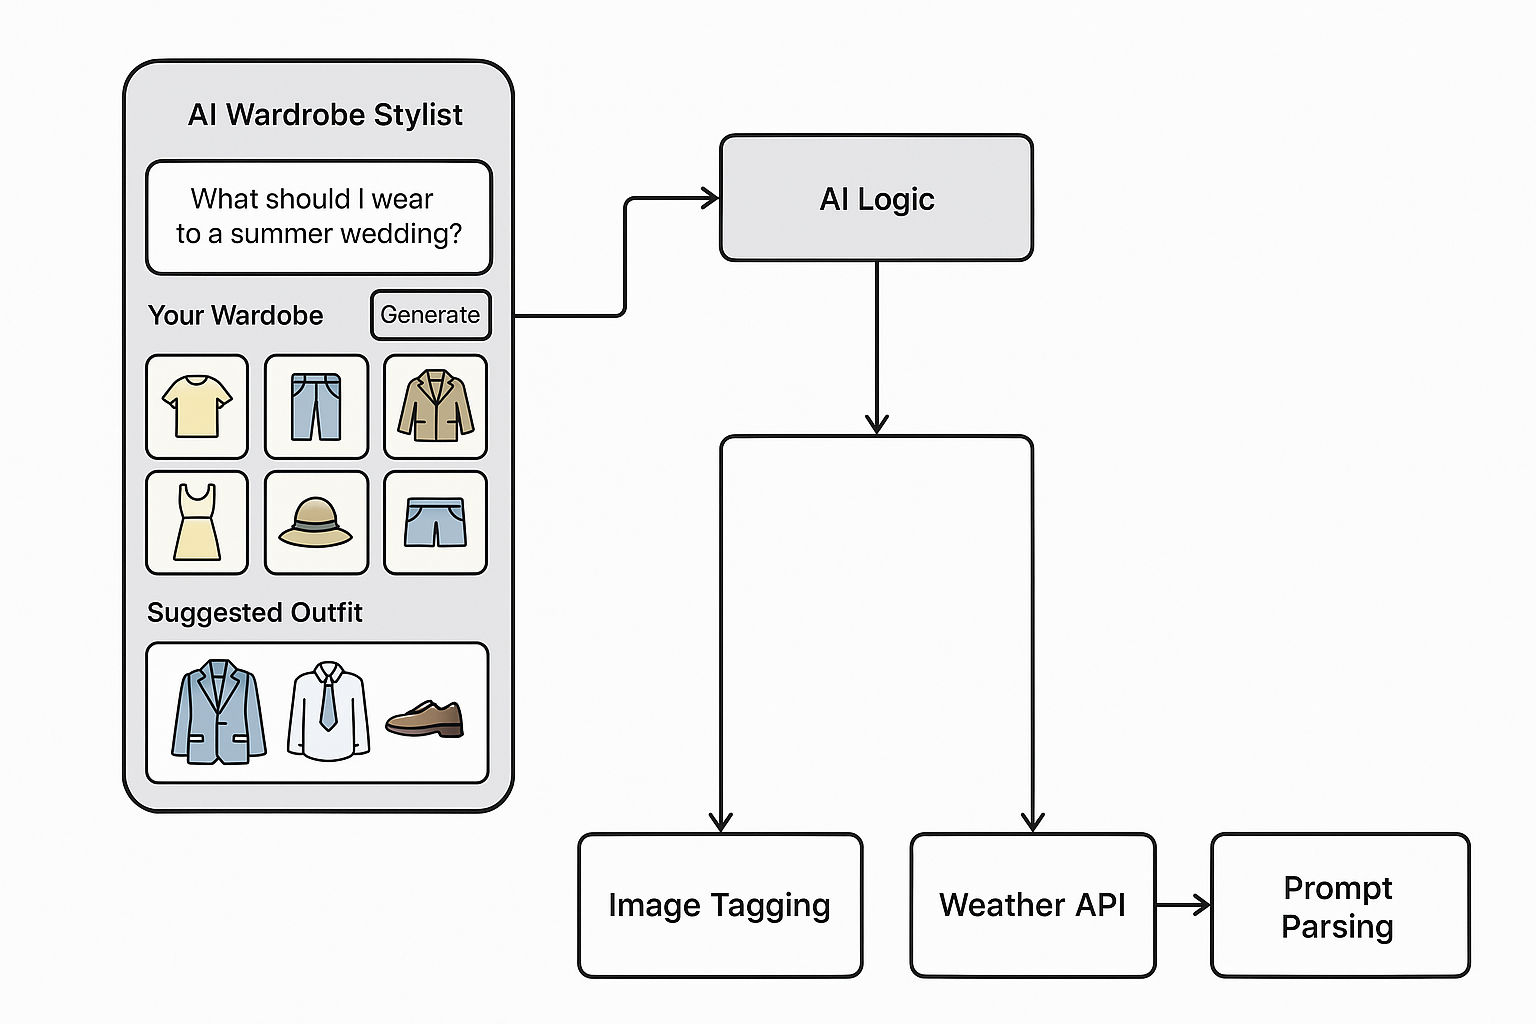 AI Wardrobe Stylist
What should I wear
to a summer wedding?
Your Wardobe
Generate
Suggested Outfit
AI Logic
Image Tagging
Weather API
Prompt
Parsing